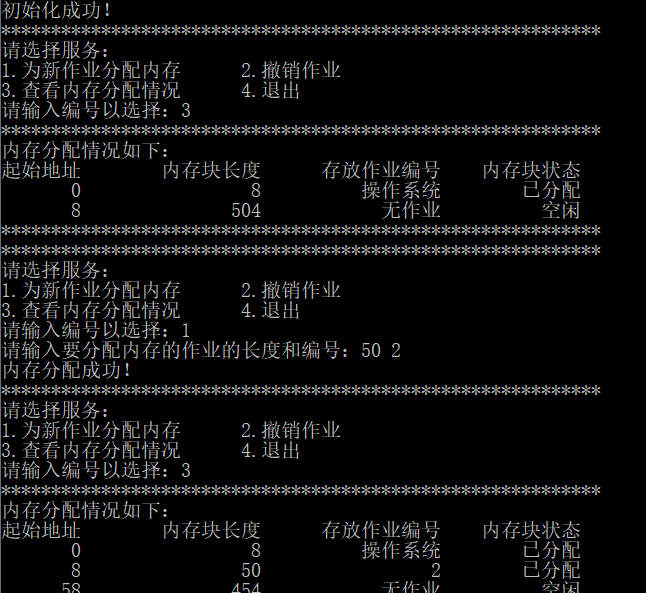 初始化成功!
************************************************************
请选择服务:
1.为新作业分配内存      2.撤销作业
3.查看内存分配情况      4.退出
请输入编号以选择: 3
************************************************************
内存分配情况如下:
起始地址        内存块长度      存放作业编号    内存块状态
0                 8          操作系统        已分配
8               504            无作业          空闲
************************************************************
************************************************************
请选择服务:
1.为新作业分配内存      2.撤销作业
3.查看内存分配情况      4.退出
请输入编号以选择: 1
请输入要分配内存的作业的长度和编号: 50 2
内存分配成功!
************************************************************
请选择服务:
1.为新作业分配内存      2.撤销作业
3.查看内存分配情况      4.退出
请输入编号以选择: 3
************************************************************
内存分配情况如下:
起始地址        内存块长度      存放作业编号    内存块状态
0                 8          操作系统        已分配
8                50                 2        已分配
58               454            无作业          空闲